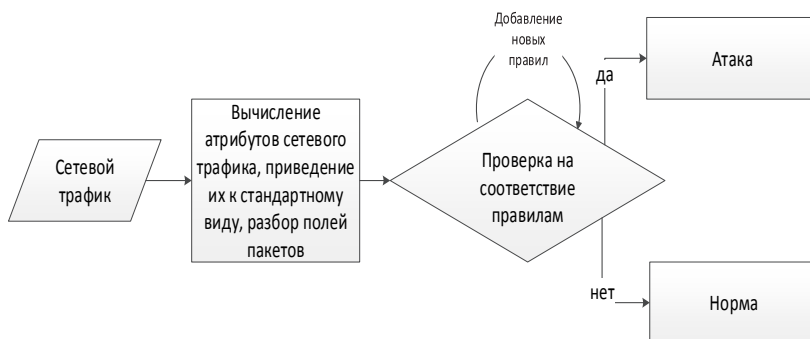 Добавление
новых
правил
да
Атака
Вычисление
атрибутов сетевого
трафика, приведение
их к стандартному
виду, разбор полей
пакетов
Сетевой
трафик
Проверка на
соответствие
правилам
нет
Норма